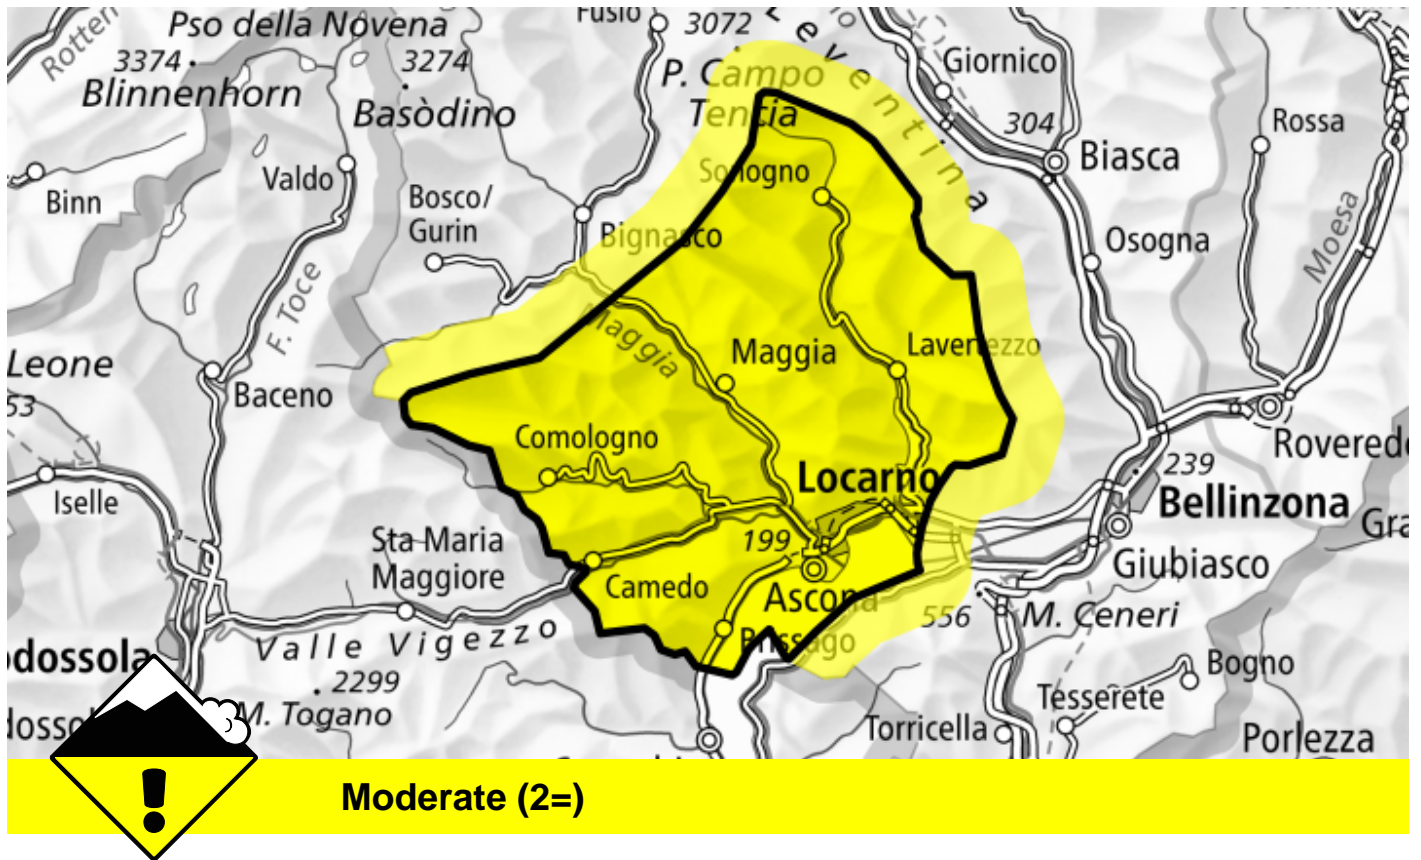 Pso della Novena
Fusio
3072
Rotten
3374
3274
P. Campo
Tencia
Leventina
Giornico
Blinnenhorn
Basòdino
304
Rossa
Biasca
Binn
Valdo
Bosco/
Gurin
Sonogno
Moesa
Bignasco
Osogna
F. Toce
Maggia
Maggia
Lavertezzo
Leone
53
Baceno
Comologno
Roveredo
Locarno
239
Iselle
Bellinzona
Gra
Sta Maria
Maggiore
199
Camedo
Ascona
Giubiasco
556
M. Ceneri
Valle Vigezzo
Brissago
odossola
2299
Bogno
Tesserete
M. Togano
doss
Torricella
Porlezza
Moderate (2=)